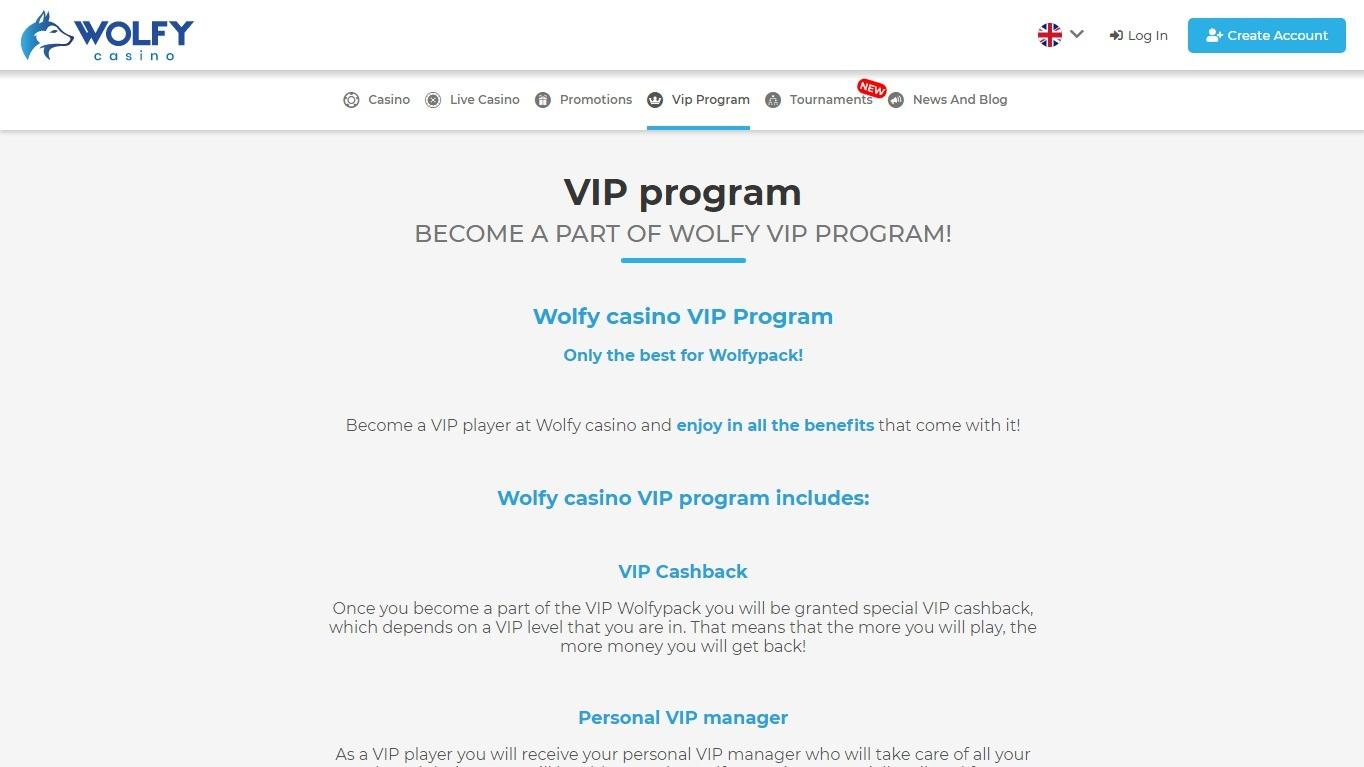 WOLFY
casino
Log In
Create Account
Casino
Live Casino
Promotions
Vip Program
Tournaments
NEW
News And Blog
VIP program
BECOME A PART OF WOLFY VIP PROGRAM!
Wolfy casino VIP Program
Only the best for Wolfypack!
Become a VIP player at Wolfy casino and enjoy in all the benefits that come with it!
Wolfy casino VIP program includes:
VIP Cashback
Once you become a part of the VIP Wolfypack you will be granted special VIP cashback,
which depends on a VIP level that you are in. That means that the more you will play, the
more money you will get back!
Personal VIP manager
As a VIP player you will receive your personal VIP manager who will take care of all your